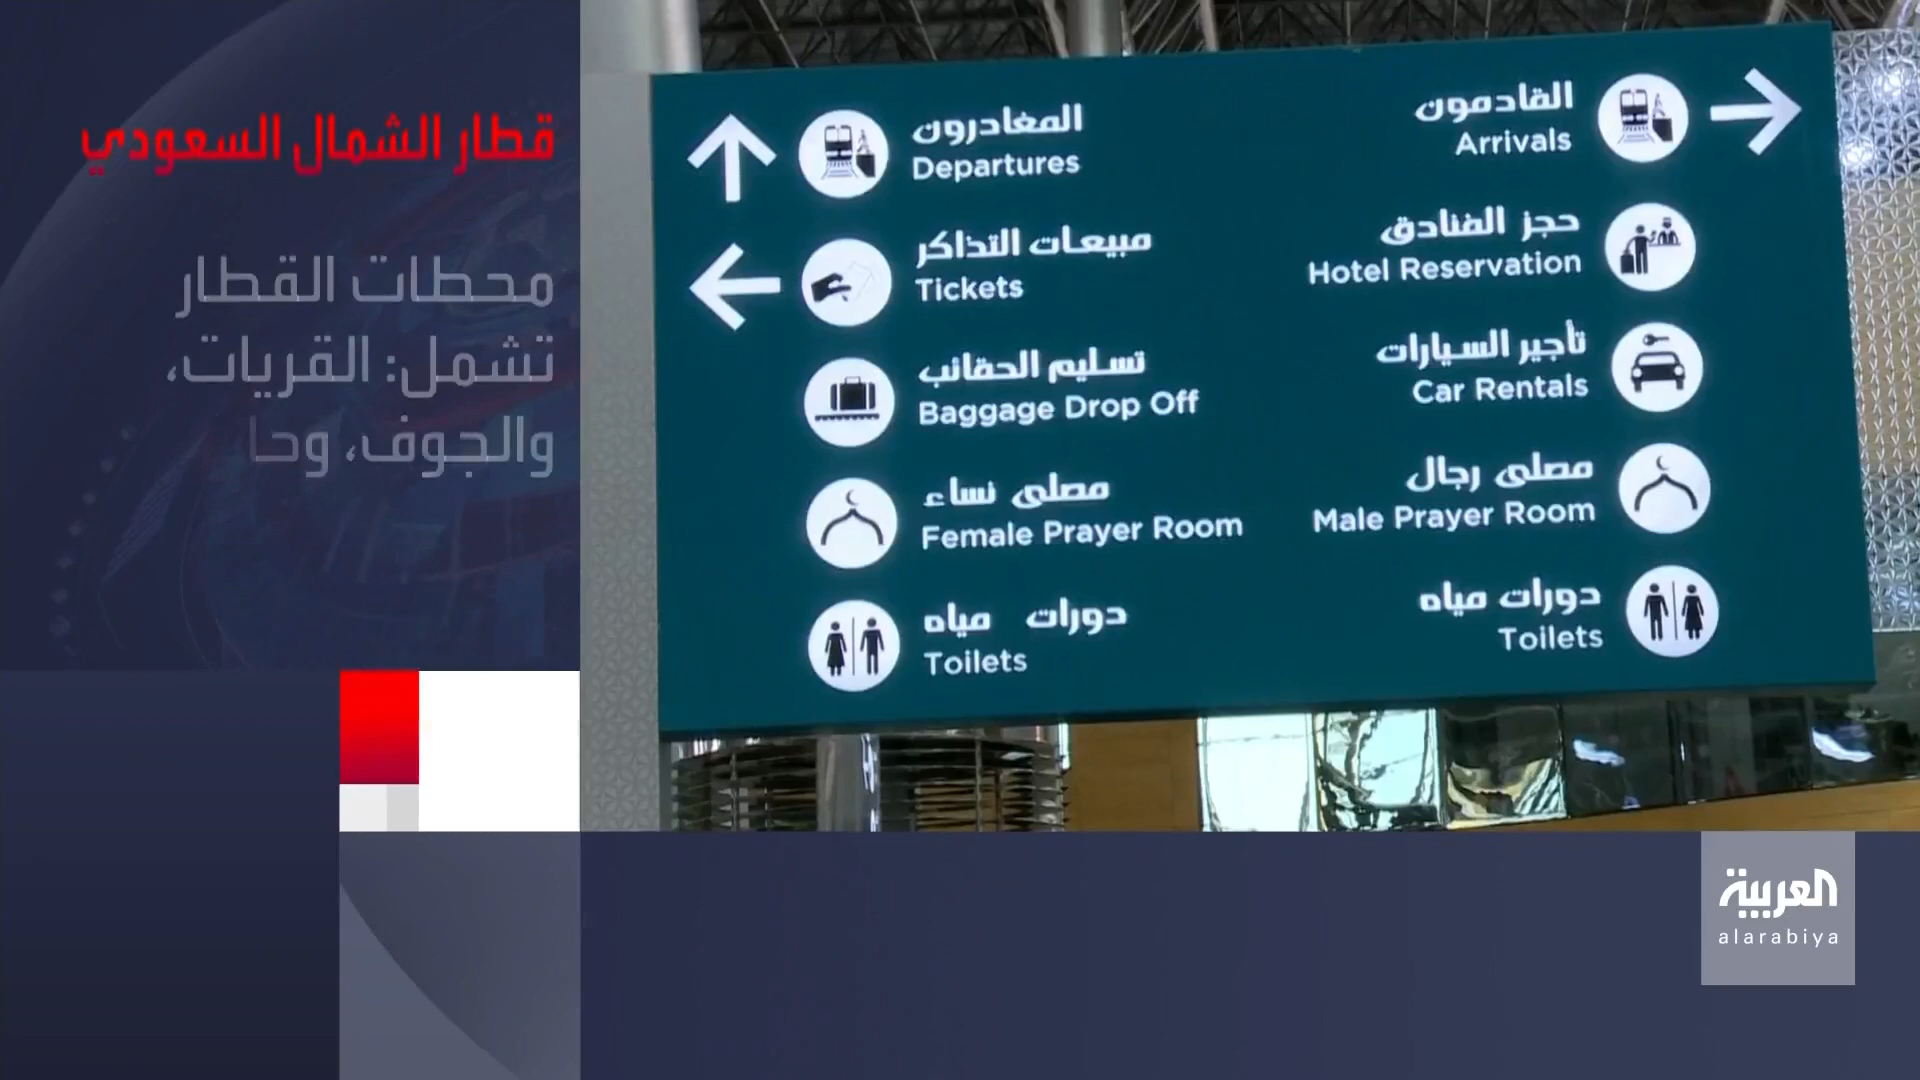 قطار الشمال السعودي
محطات القطار
تشمل: القريات،
والجوف، وحا
المغادرون
Departures
مبيعات التذاكر
Tickets
تسليم الحقائب
Baggage Drop Off
مصلى نساء
Female Prayer Room
دورات مياه
Toilets
القادمون
Arrivals
حجز الفنادق
Hotel Reservation
تأجير السيارات
Car Rentals
مصلى رجال
Male Prayer Room
دورات مياه
Toilets
العربية
alarabiya